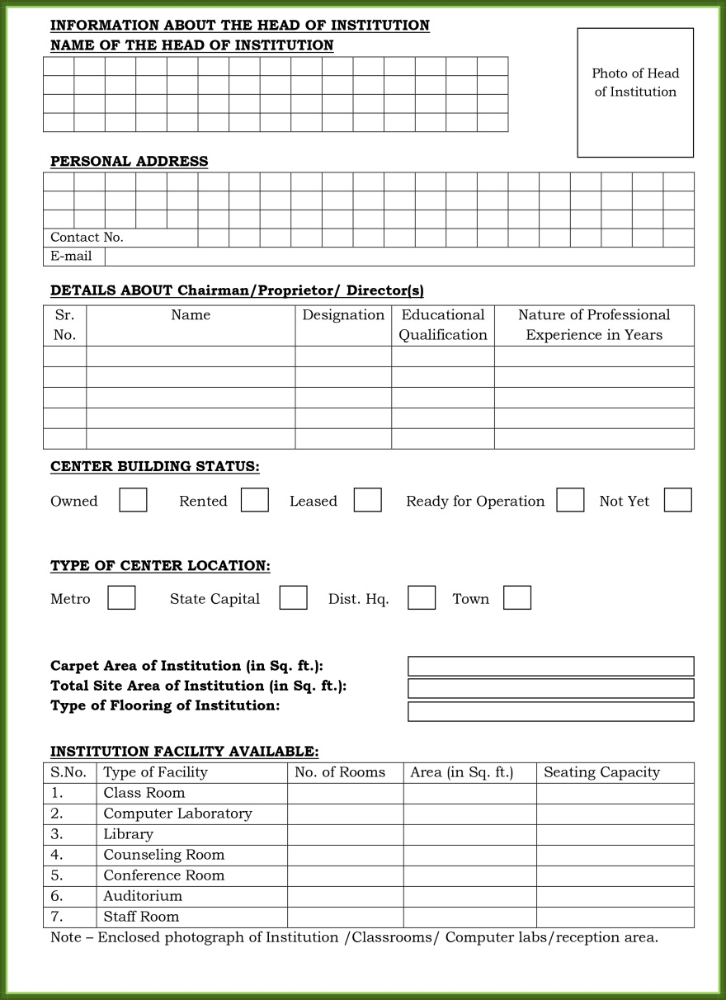 INFORMATION ABOUT THE HEAD OF INSTITUTION
NAME OF THE HEAD OF INSTITUTION
Photo of Head
of Institution
PERSONAL ADDRESS
Contact No.
E-mail
DETAILS ABOUT Chairman/Proprietor/ Director(s)
Sr. No. Name Designation Educational Qualification Nature of Professional Experience in Years
CENTER BUILDING STATUS:
Owned Rented Leased Ready for Operation Not Yet
TYPE OF CENTER LOCATION:
Metro State Capital Dist. Hq. Town
Carpet Area of Institution (in Sq. ft.):
Total Site Area of Institution (in Sq. ft.):
Type of Flooring of Institution:
INSTITUTION FACILITY AVAILABLE:
S.No. Type of Facility No. of Rooms Area (in Sq. ft.) Seating Capacity
1. Class Room
2. Computer Laboratory
3. Library
4. Counseling Room
5. Conference Room
6. Auditorium
7. Staff Room
Note – Enclosed photograph of Institution /Classrooms/ Computer labs/reception area.